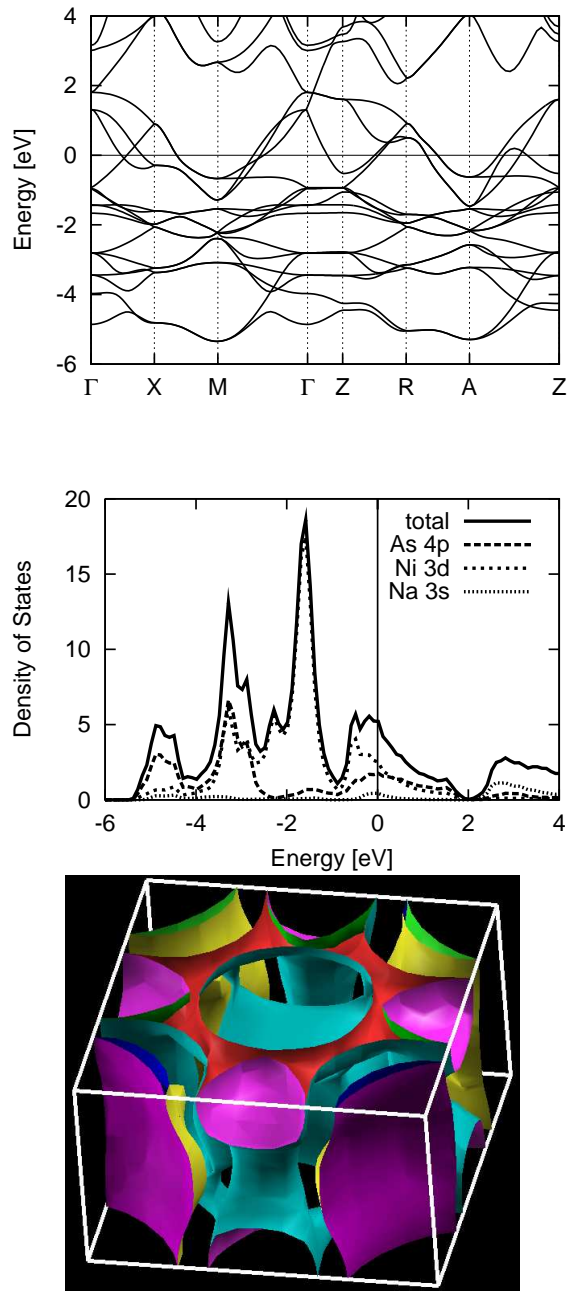 4
2
0
-2
-4
-6
Energy [eV]
Γ X M Γ Z R A Z
20
15
10
5
0
Density of States
total
As 4p
Ni 3d
Na 3s
-6 -4 -2 0 2 4
Energy [eV]